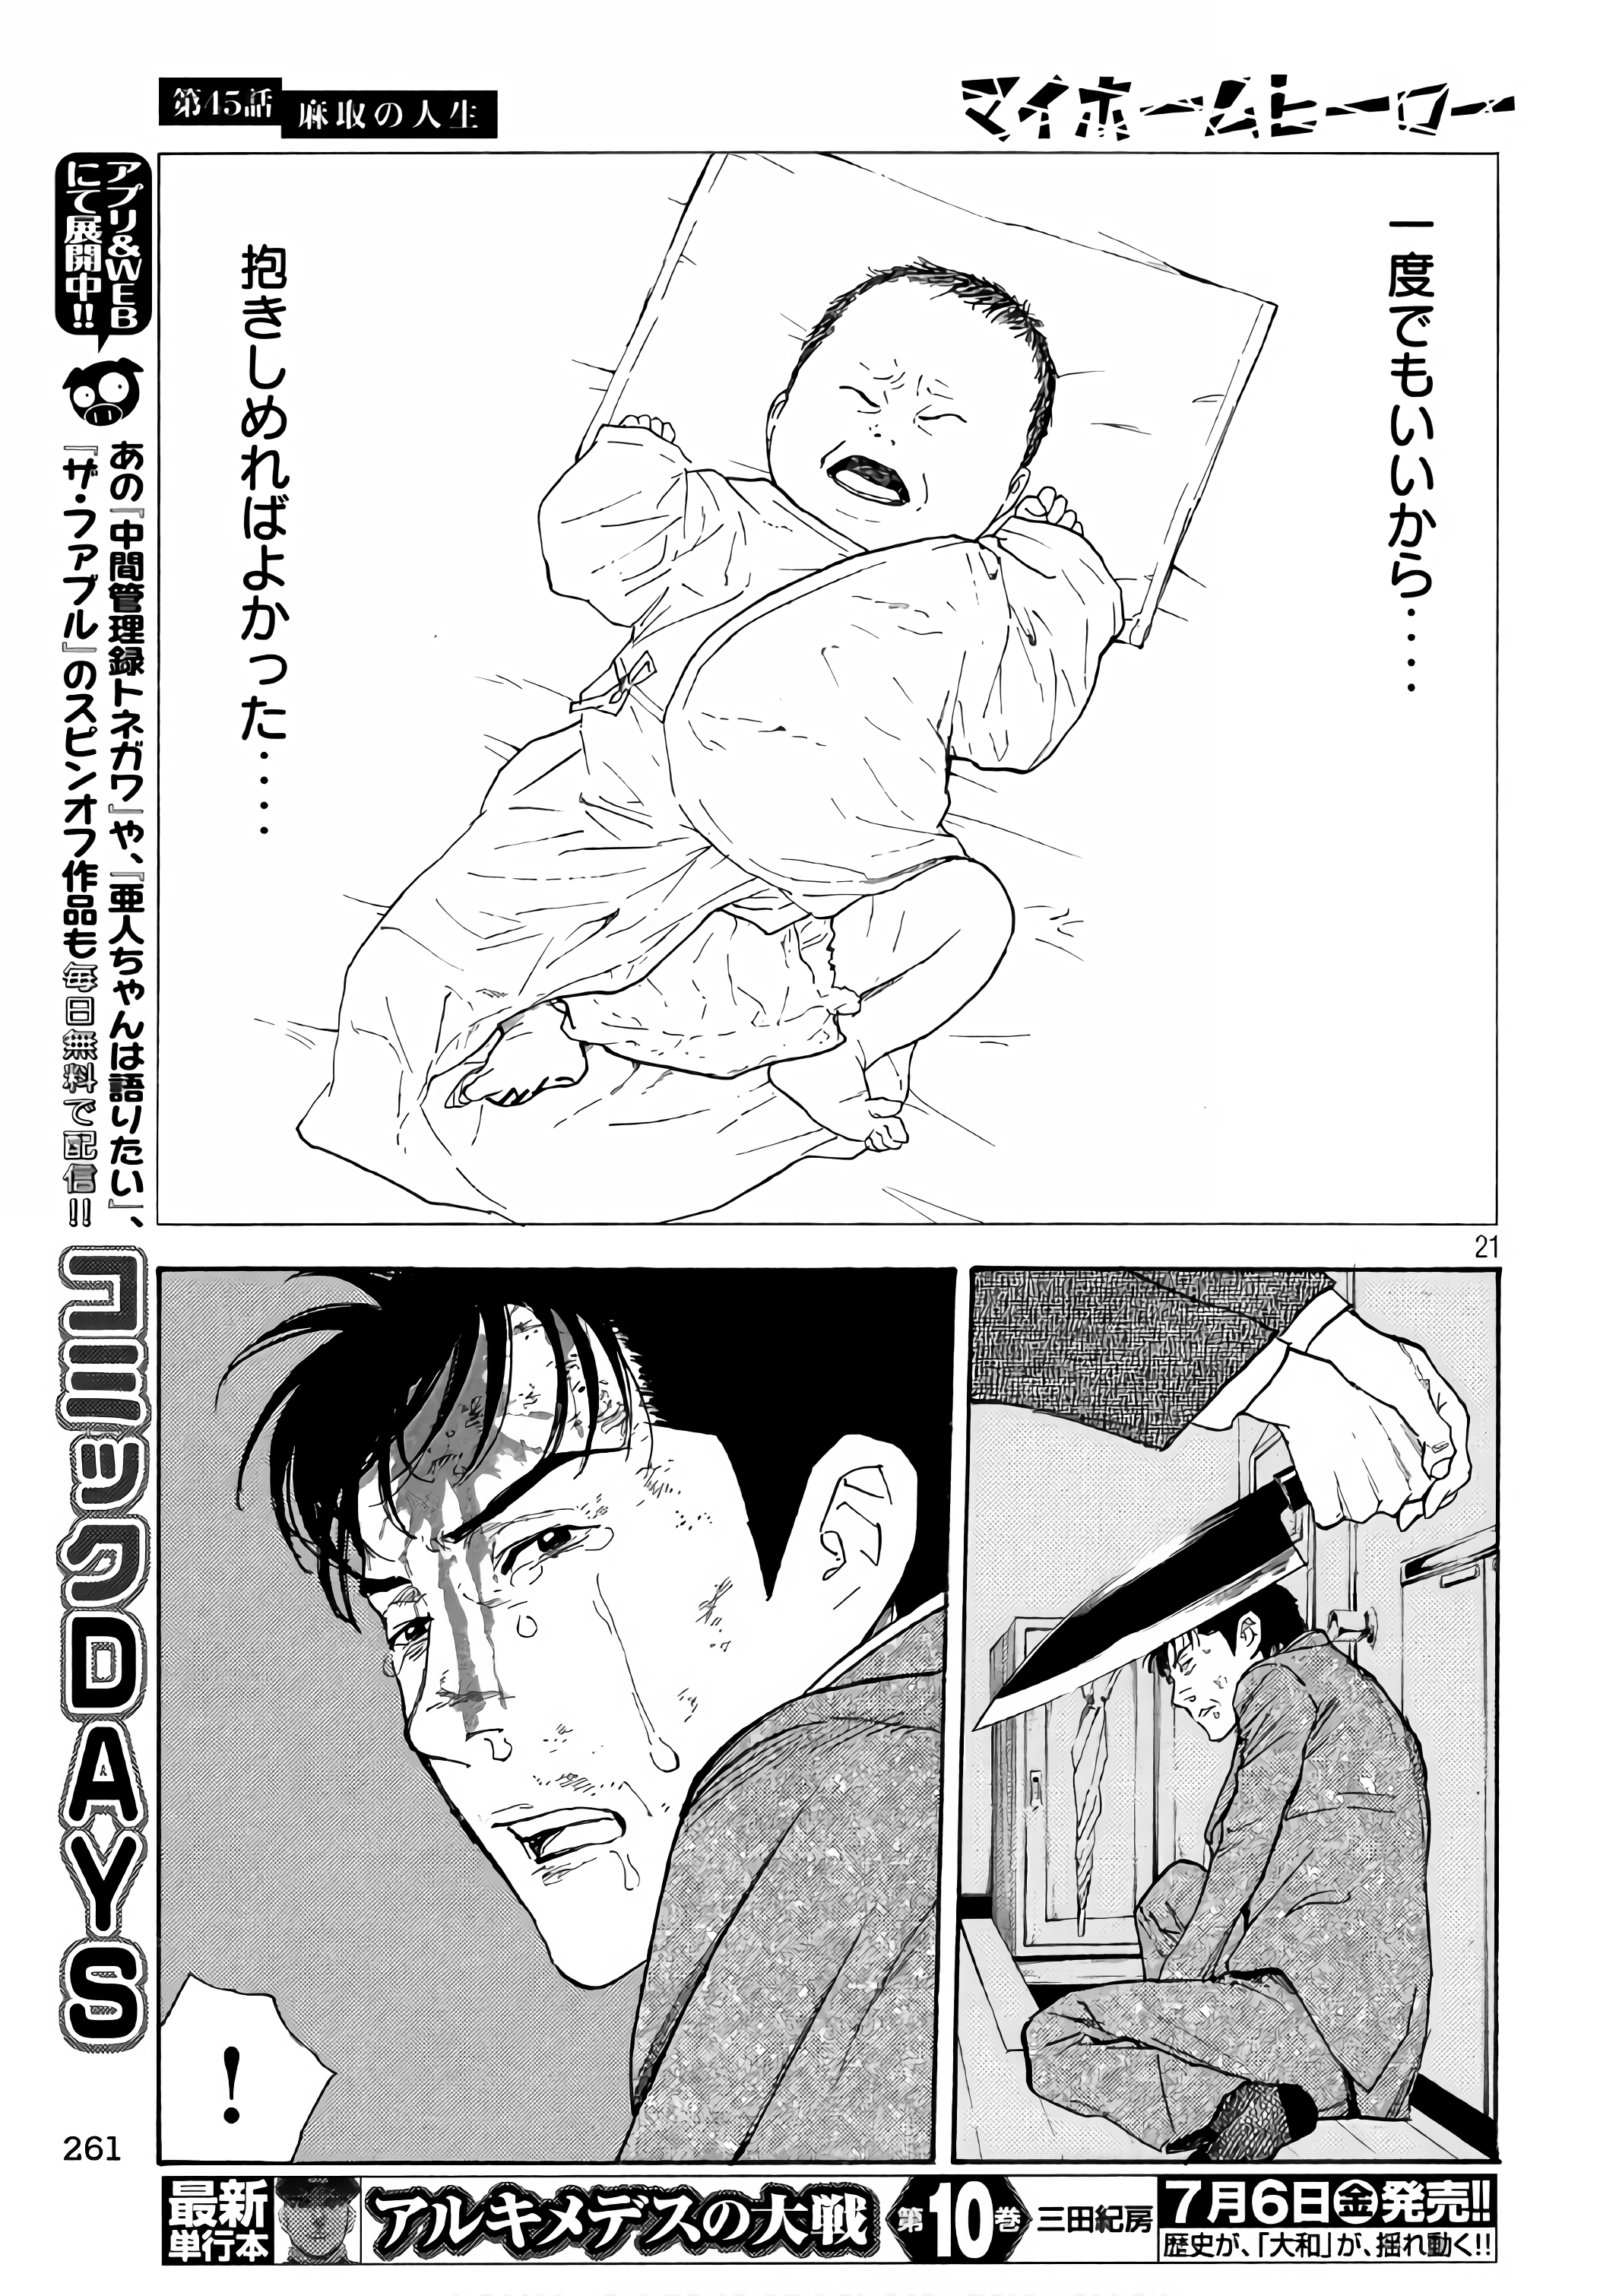 マイホームヒーロー
第45話
麻取の人生
一度でもいいから‥‥
抱きしめればよかった‥‥
21
！
アプリ&WEB
にて展開中!!
あの『中間管理録トネガワ』や、『亜人ちゃんは語りたい』、
『ザ・ファブル』のスピンオフ作品も毎日無料で配信!!
コミックDAYS
261
最新
単行本
アルキメデスの大戦
第10巻
三田紀房
7月6日㊎発売!!
歴史が、「大和」が、揺れ動く!!